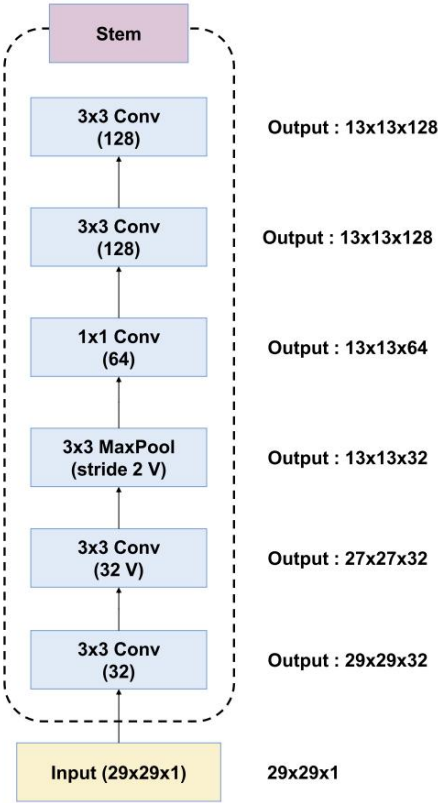 Stem
3x3 Conv
(128)
Output : 13x13x128
3x3 Conv
(128)
Output : 13x13x128
1x1 Conv
(64)
Output : 13x13x64
3x3 MaxPool
(stride 2 V)
Output : 13x13x32
3x3 Conv
(32 V)
Output : 27x27x32
3x3 Conv
(32)
Output : 29x29x32
Input (29x29x1)
29x29x1